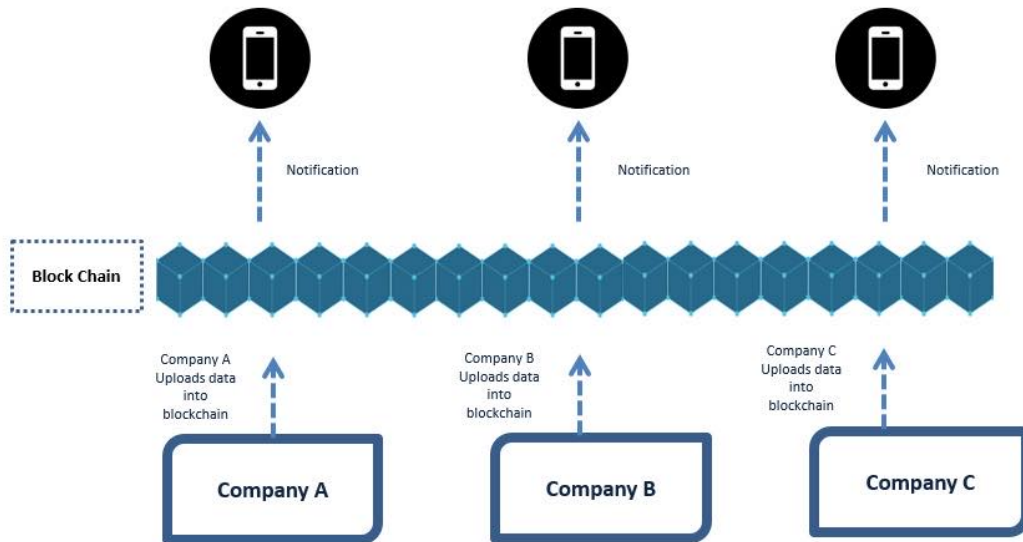 Notification
Notification
Notification
Block Chain
Company A
Uploads data
into
blockchain
Company B
Uploads data
into
blockchain
Company C
Uploads data
into
blockchain
Company A
Company B
Company C